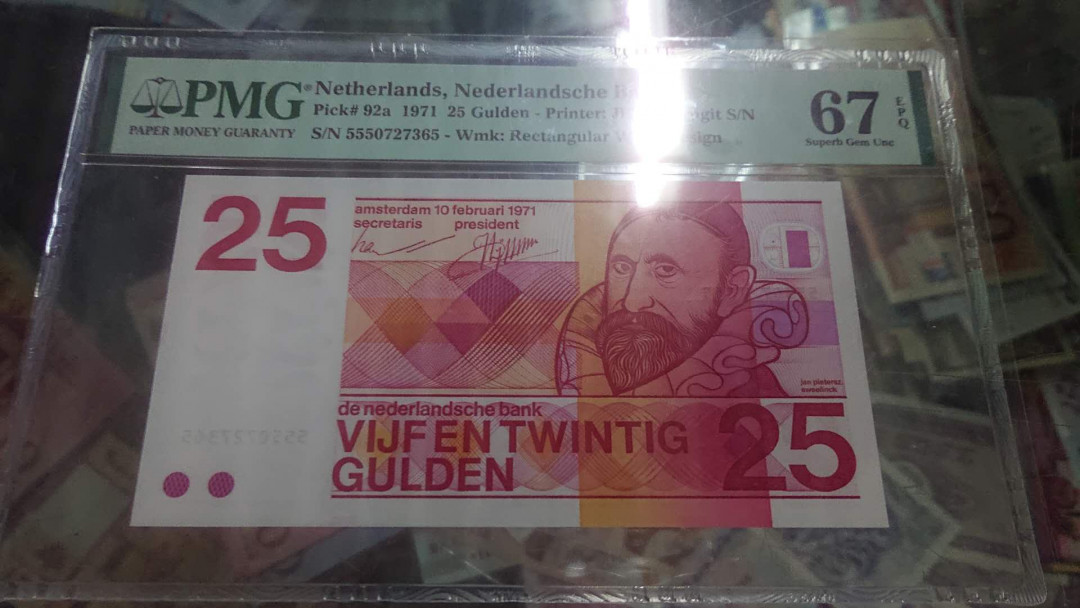 PMG
PAPER MONEY GUARANTY
Netherlands, Nederlandsche
Pick# 92a 1971 25 Gulden - Printer: S/N
S/N 5550727365 - Wmk: Rectangular
67
EPQ
Superb Gem Unc
25
amsterdam 10 februari 1971
secretaris president
jan pietersz.
sweelinck
de nederlandsche bank
VIJF EN TWINTIG
GULDEN
25
5550727365